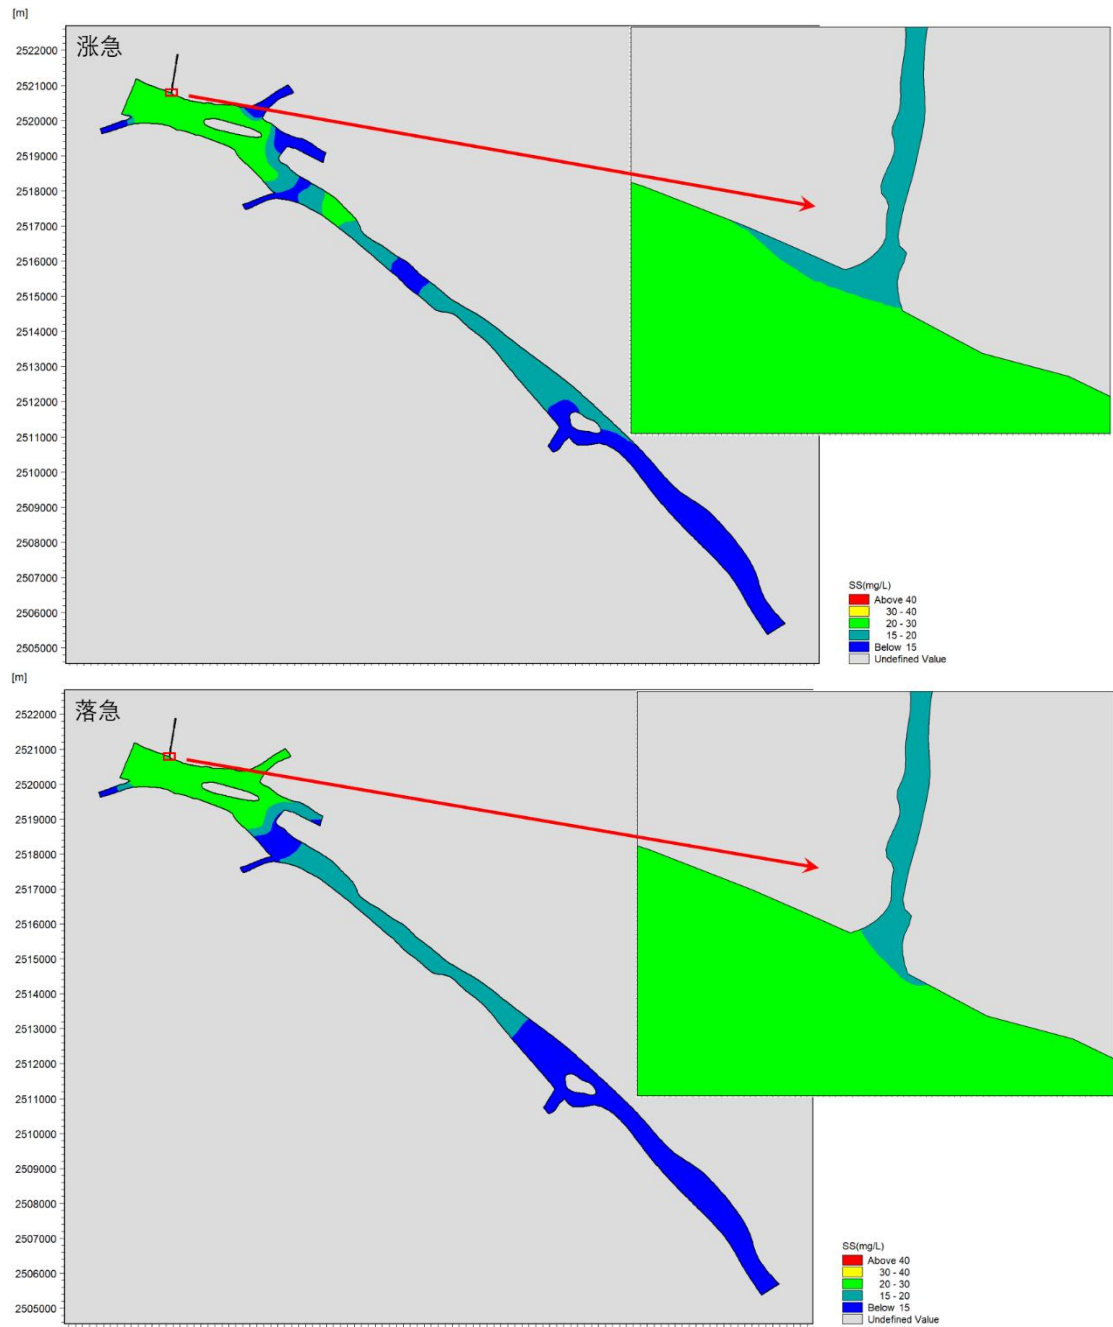 [m]
涨急
2522000
2521000
2520000
2519000
2518000
2517000
2516000
2515000
2514000
2513000
2512000
2511000
2510000
2509000
2508000
2507000
2506000
2505000
SS(mg/L)
Above 40
30 - 40
20 - 30
15 - 20
Below 15
Undefined Value
[m]
落急
2522000
2521000
2520000
2519000
2518000
2517000
2516000
2515000
2514000
2513000
2512000
2511000
2510000
2509000
2508000
2507000
2506000
2505000
SS(mg/L)
Above 40
30 - 40
20 - 30
15 - 20
Below 15
Undefined Value